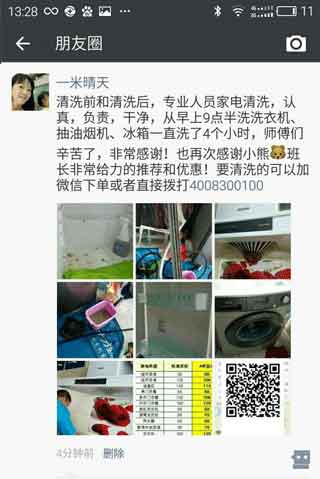 13:28
11
朋友圈
一米晴天
清洗前和清洗后，专业人员家电清洗，认
真，负责，干净，从早上9点半洗洗衣机、
抽油烟机、冰箱一直洗了4个小时，师傅们
辛苦了，非常感谢！也再次感谢小熊🐻班
长非常给力的推荐和优惠！要清洗的可以加
微信下单或者直接拨打4008300100
4分钟前 删除